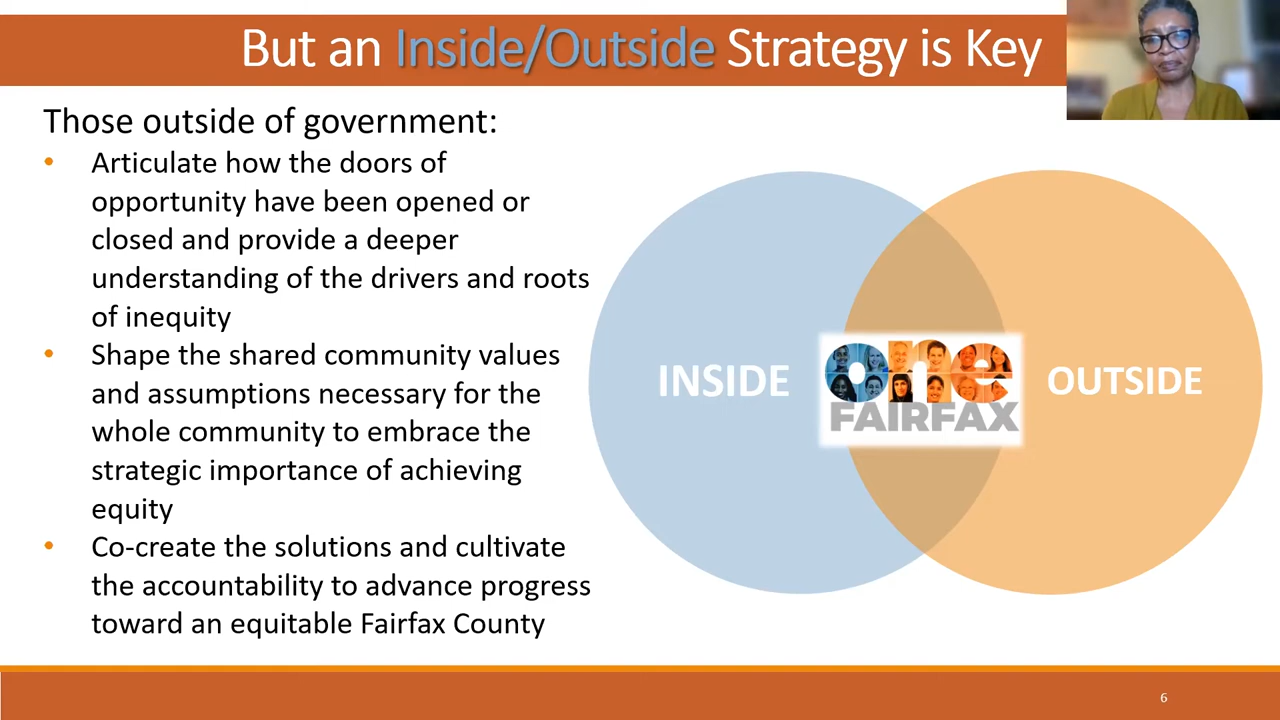 But an Inside/Outside Strategy is Key
Those outside of government:
• Articulate how the doors of
opportunity have been opened or
closed and provide a deeper
understanding of the drivers and roots
of inequity
• Shape the shared community values
and assumptions necessary for the
whole community to embrace the
strategic importance of achieving
equity
• Co-create the solutions and cultivate
the accountability to advance progress
toward an equitable Fairfax County
INSIDE
one
FAIRFAX
OUTSIDE
6